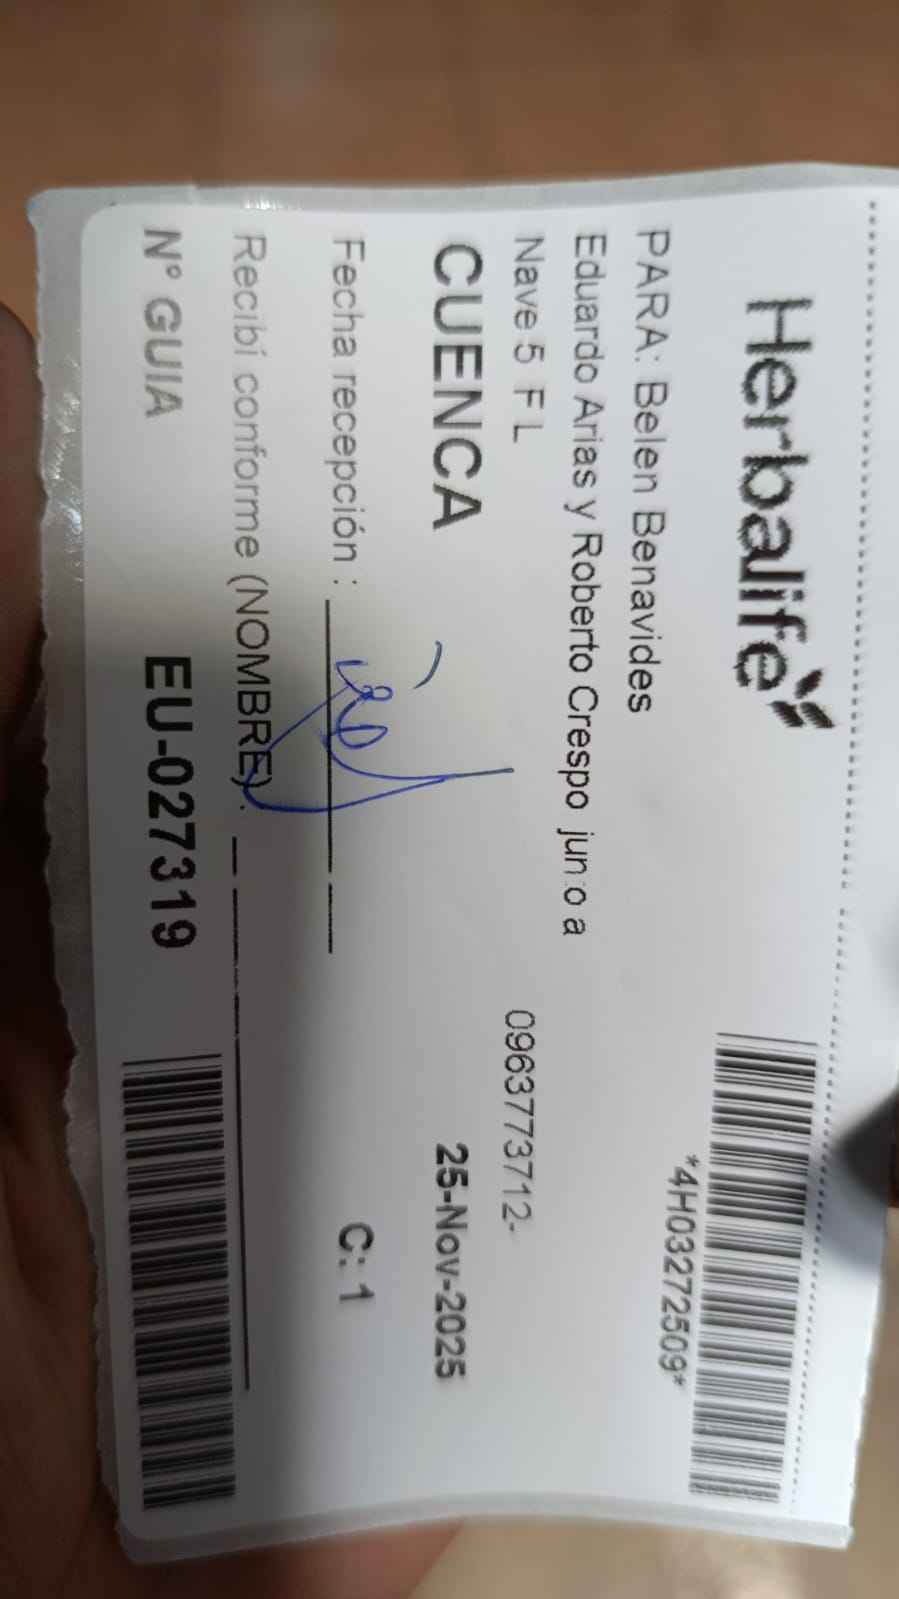 Herbalife
*4H03272509*
PARA: Belen Benavides
Eduardo Arias y Roberto Crespo jun o a
Nave 5 F L
0963773712-
CUENCA
25-Nov-2025
Fecha recepción :
C: 1
Recibí conforme (NOMBRE):
N° GUIA
EU-027319